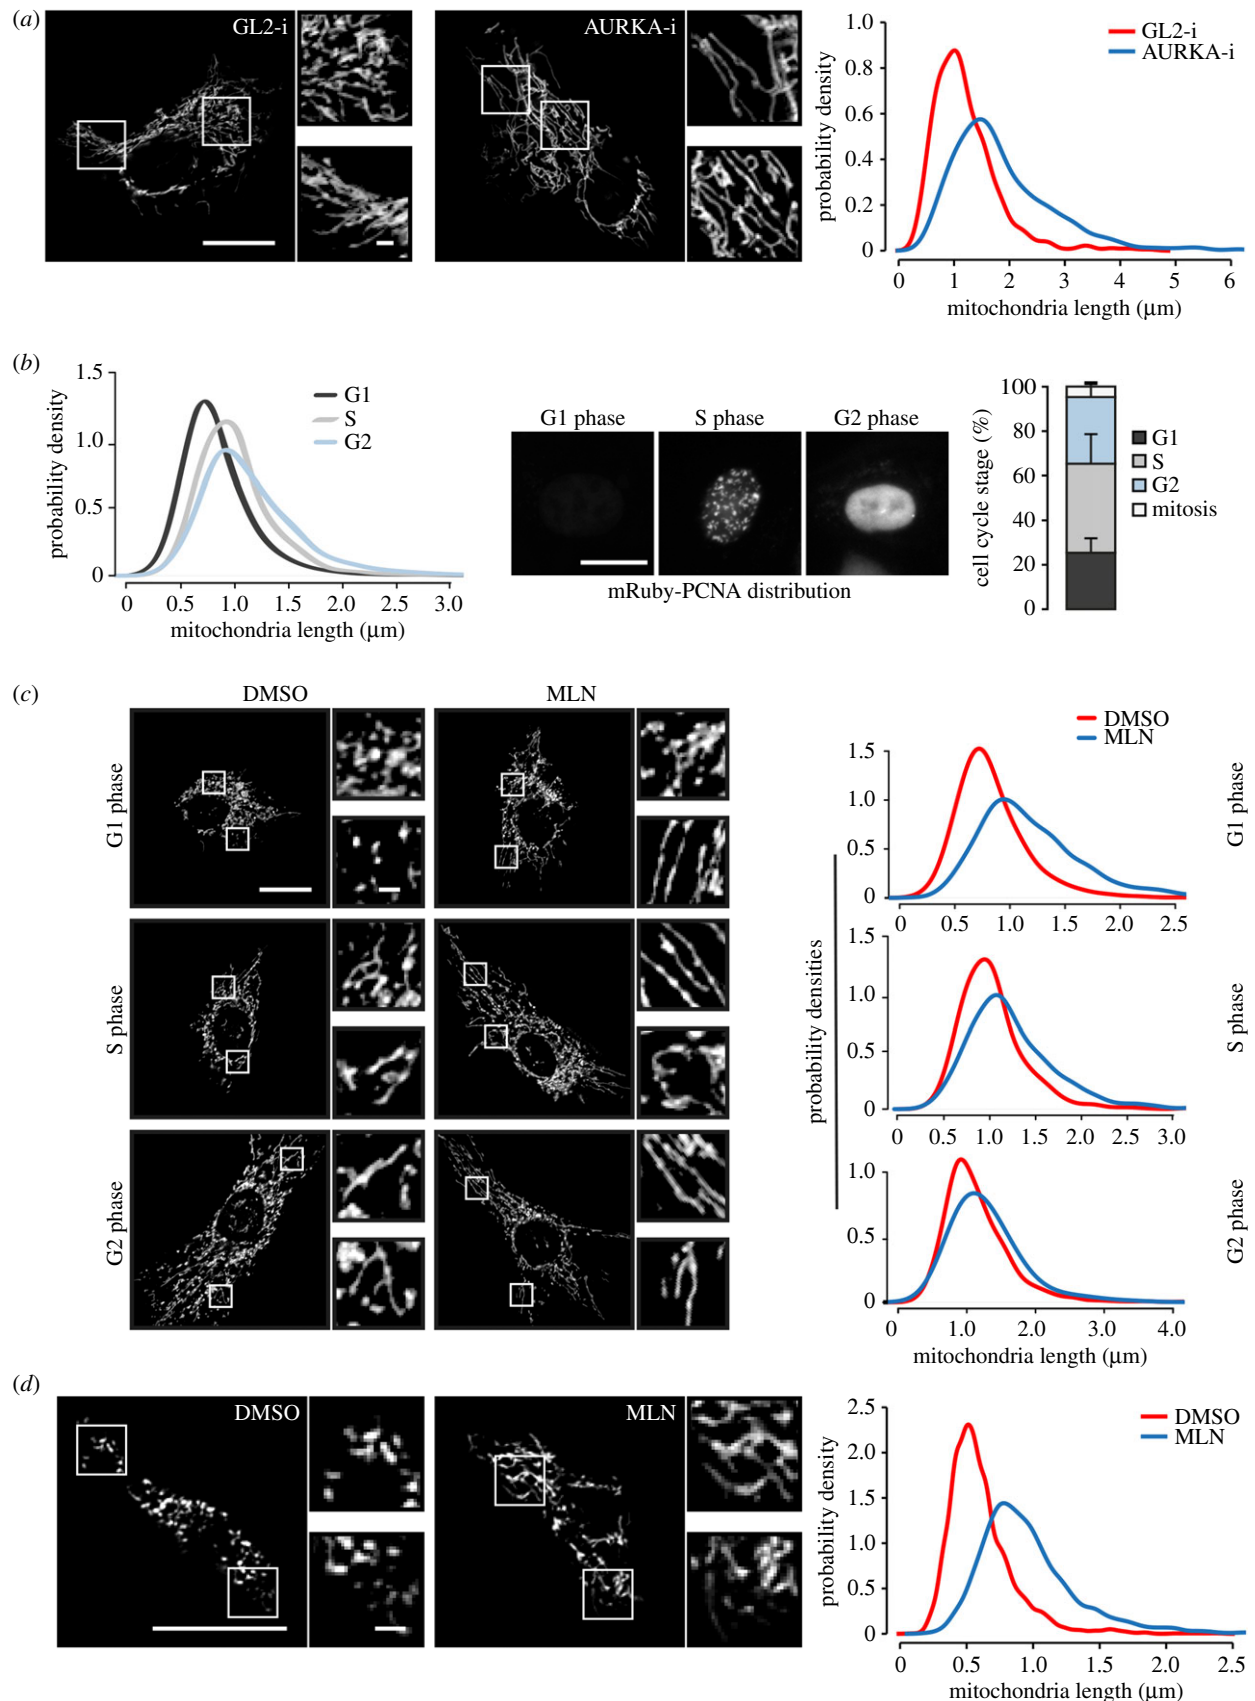 (a)
GL2-i
AURKA-i
GL2-i
AURKA-i
probability density
1.0
0.8
0.6
0.4
0.2
0
0 1 2 3 4 5 6
mitochondria length (µm)
(b)
probability density
1.5
1.0
0.5
0
G1
S
G2
0 0.5 1.0 1.5 2.0 3.0
mitochondria length (µm)
G1 phase S phase G2 phase
mRuby-PCNA distribution
cell cycle stage (%)
100
80
60
40
20
0
G1
S
G2
mitosis
(c)
DMSO MLN
G1 phase
S phase
G2 phase
DMSO
MLN
probability densities
1.5
1.0
0.5
0
0 0.5 1.0 1.5 2.0 2.5
G1 phase
1.5
1.0
0.5
0
0 0.5 1.0 1.5 2.0 2.5 3.0
S phase
1.0
0.5
0
0 1.0 2.0 3.0 4.0
G2 phase
mitochondria length (µm)
(d)
DMSO
MLN
DMSO
MLN
probability density
2.5
2.0
1.5
1.0
0.5
0
0 0.5 1.0 1.5 2.0 2.5
mitochondria length (µm)